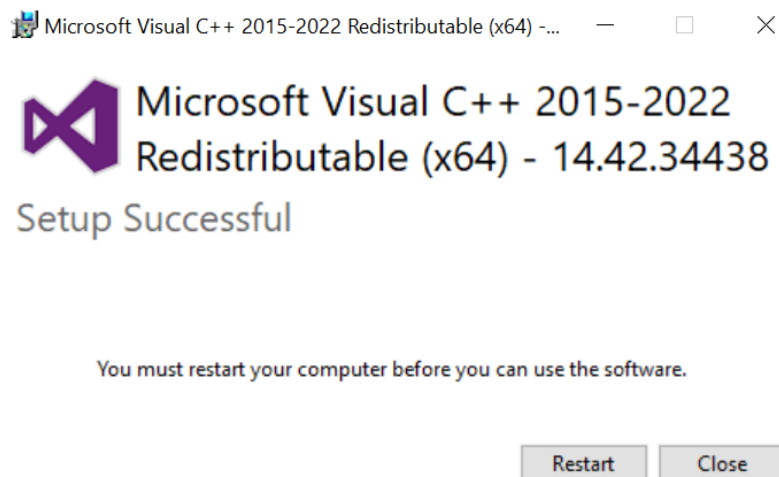 Microsoft Visual C++ 2015-2022 Redistributable (x64) -...
Microsoft Visual C++ 2015-2022
Redistributable (x64) - 14.42.34438
Setup Successful
You must restart your computer before you can use the software.
Restart
Close